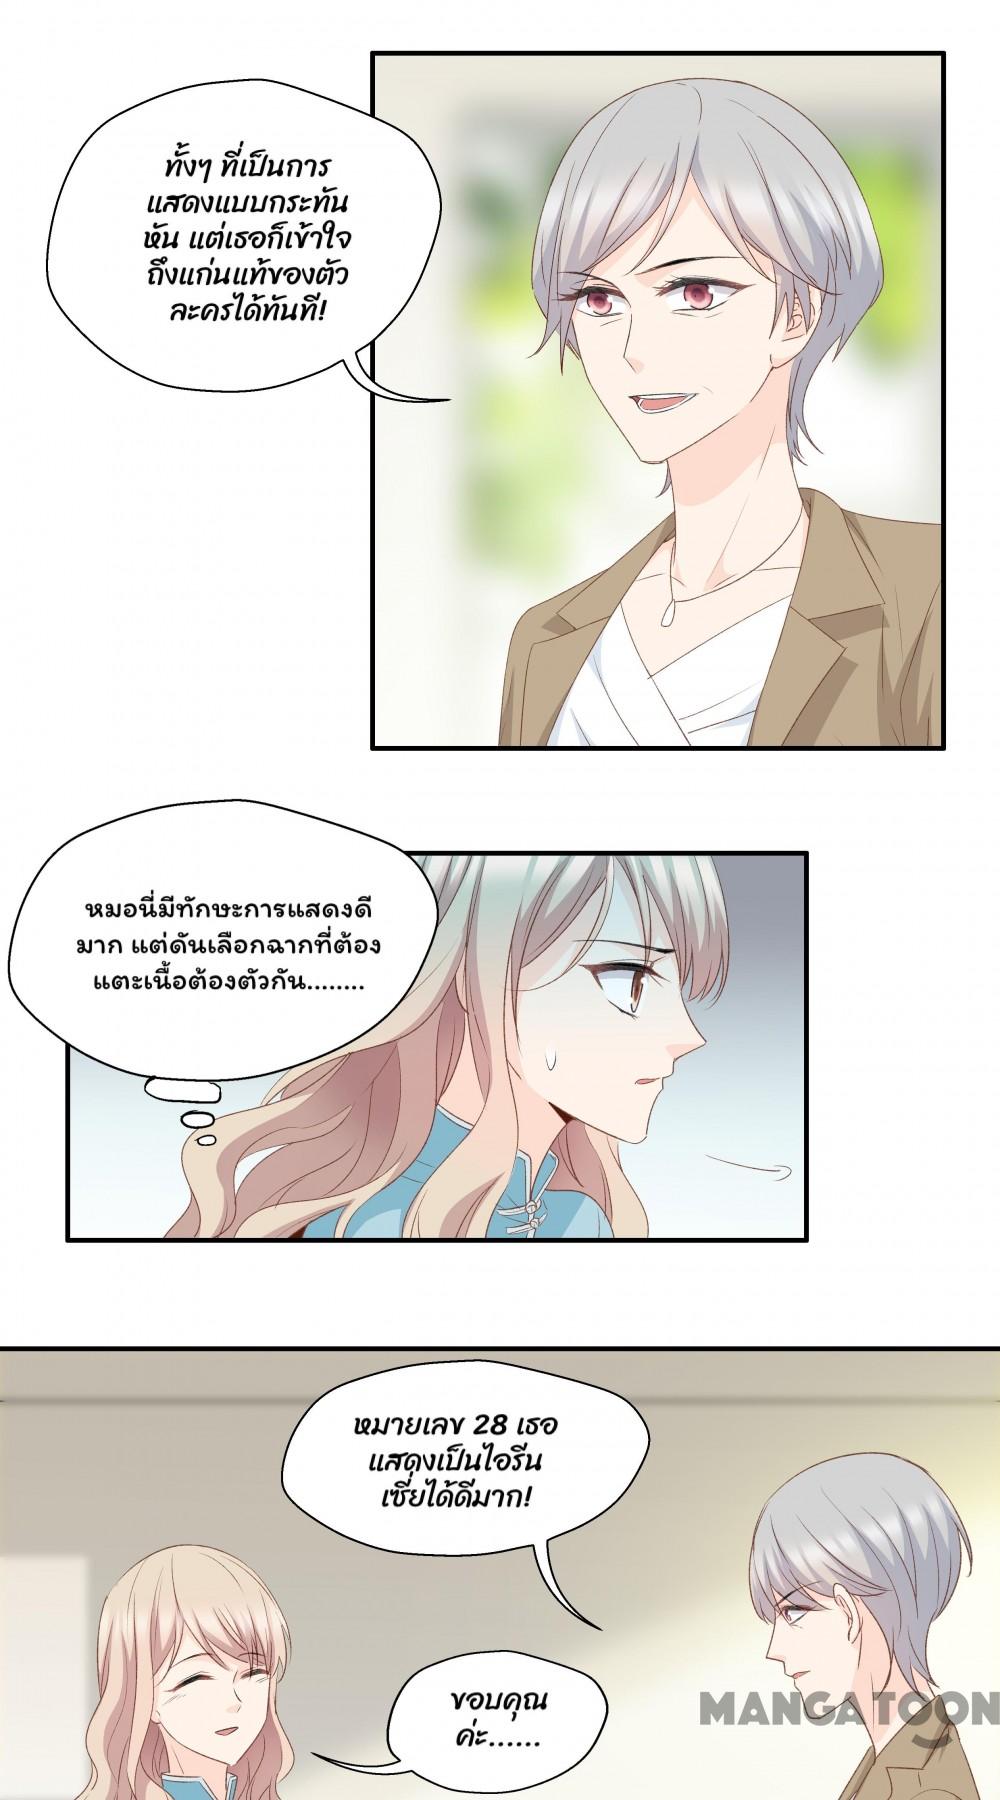 ทั้งๆ ที่เป็นการ
แสดงแบบกระทัน
หัน แต่เธอก็เข้าใจ
ถึงแก่นแท้ของตัว
ละครได้ทันที!
หมอนี่มีทักษะการแสดงดี
มาก แต่ดันเลือกฉากที่ต้อง
แตะเนื้อต้องตัวกัน........
หมายเลข 28 เธอ
แสดงเป็นไอรีน
เซี่ยได้ดีมาก!
ขอบคุณ
ค่ะ......
MANGATOON